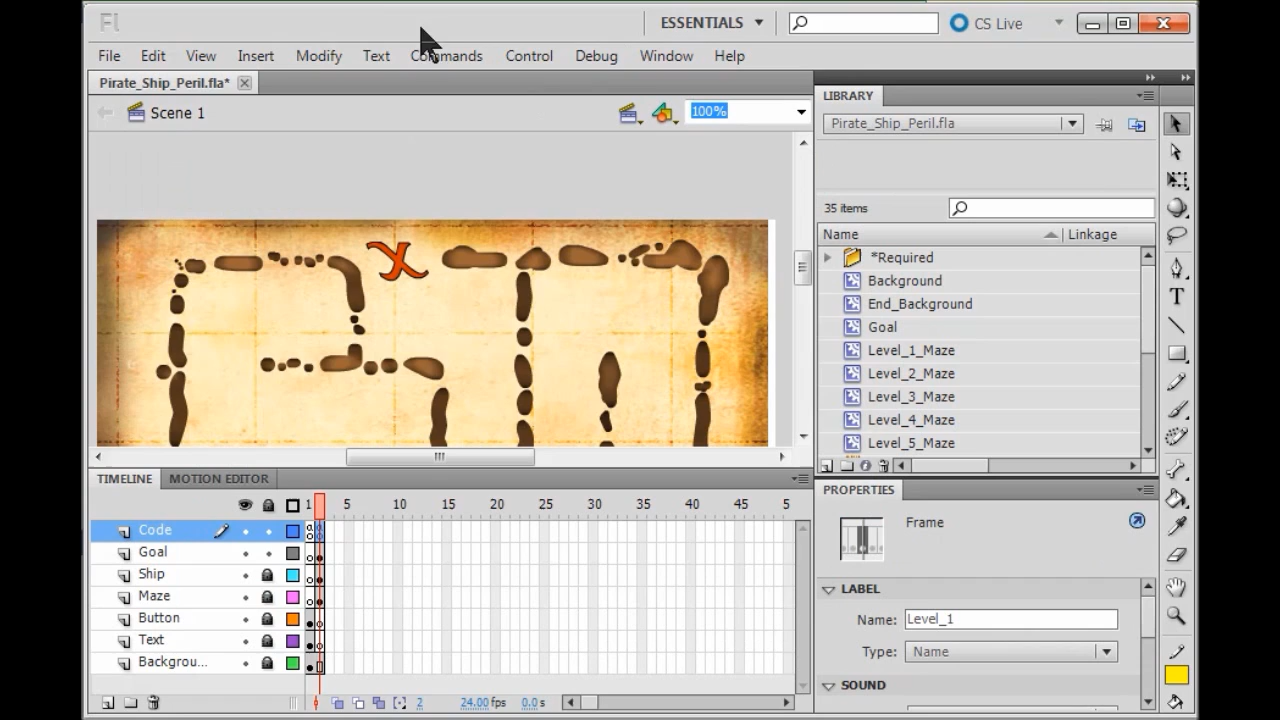 Fl ESSENTIALS CS Live
File Edit View Insert Modify Text Commands Control Debug Window Help
Pirate_Ship_Peril.fla*
Scene 1
100%
LIBRARY
Pirate_Ship_Peril.fla
35 items
Name Linkage
*Required
Background
End_Background
Goal
Level_1_Maze
Level_2_Maze
Level_3_Maze
Level_4_Maze
Level_5_Maze
TIMELINE MOTION EDITOR
1 5 10 15 20 25 30 35 40 45 5
Code
Goal
Ship
Maze
Button
Text
Backgrou...
2 24.00 fps 0.0 s
PROPERTIES
Frame
LABEL
Name: Level_1
Type: Name
SOUND